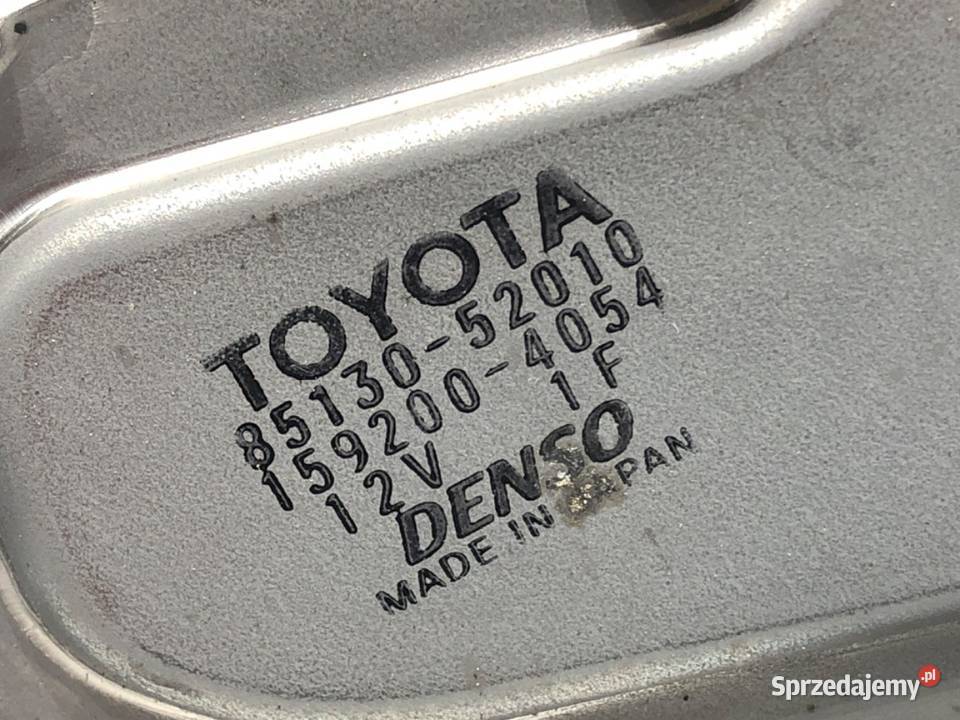 TOYOTA
85130-52010
159200-4054
12V 1F
DENSO
MADE IN JAPAN
Sprzedajemy.pl